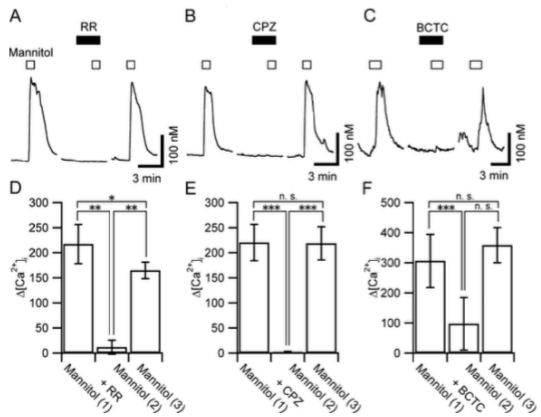 A
B
C
RR
CPZ
BCTC
Mannitol
100 nM
3 min
100 nM
3 min
100 nM
3 min
D
E
F
Δ[Ca²⁺]ᵢ
300
250
200
150
100
50
0
*
**
**
Mannitol (1)
+ RR
Mannitol (2)
Mannitol (3)
Δ[Ca²⁺]ᵢ
300
250
200
150
100
50
0
n. s.
***
***
Mannitol (1)
+ CPZ
Mannitol (2)
Mannitol (3)
Δ[Ca²⁺]ᵢ
500
400
300
200
100
0
n. s.
***
n. s.
Mannitol (1)
+ BCTC
Mannitol (2)
Mannitol (3)